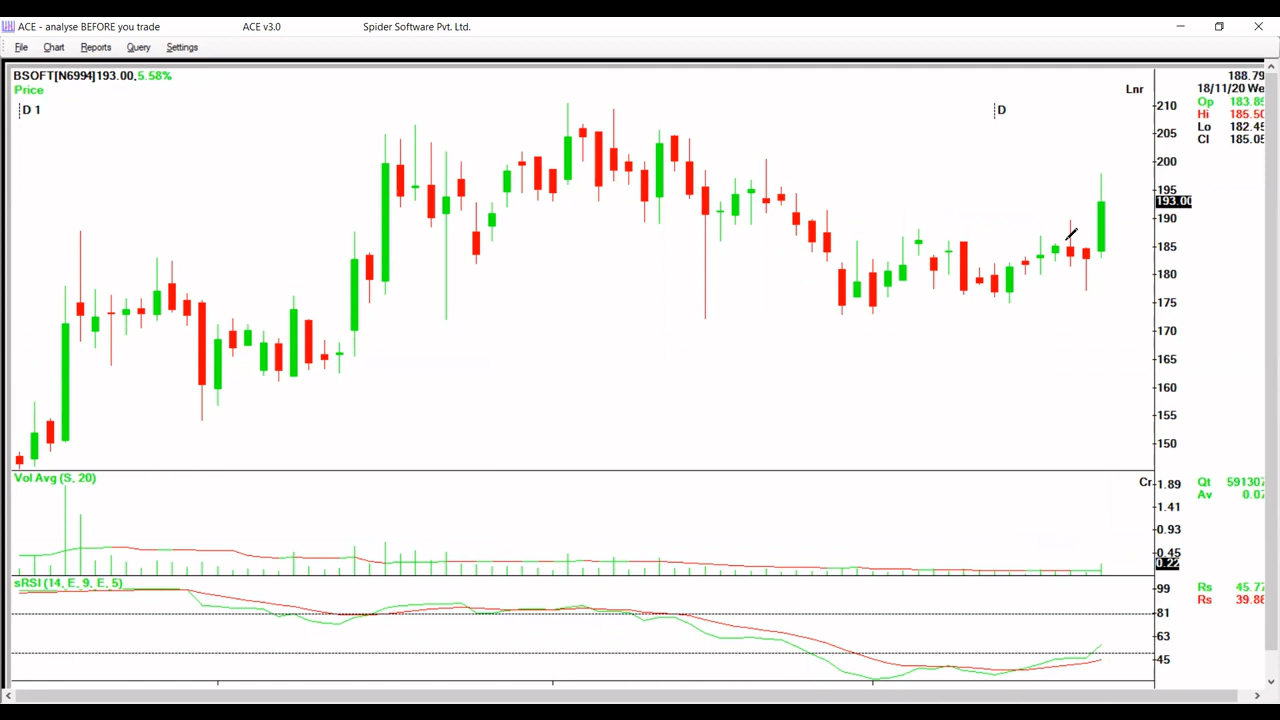 ACE - analyse BEFORE you trade ACE v3.0 Spider Software Pvt. Ltd.
File Chart Reports Query Settings
BSOFT[N6994]193.00,5.58%
Price
D 1
D
Lnr
188.79
18/11/20 We
Op 183.85
Hi 185.50
Lo 182.45
Cl 185.05
210
205
200
195
193.00
190
185
180
175
170
165
160
155
150
Vol Avg (S, 20)
Cr
1.89
1.41
0.93
0.45
0.22
Qt 591307
Av 0.07
sRSI (14, E, 9, E, 5)
99
81
63
45
Rs 45.77
Rs 39.86